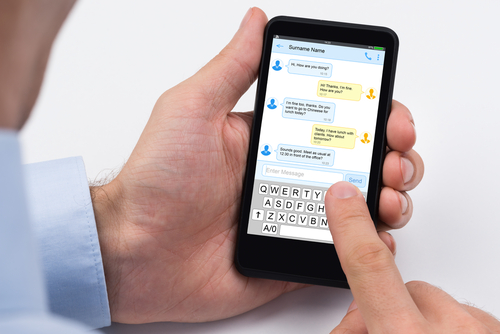 Surname Name
Hi, How are you doing?
Hi! Thanks, I'm fine
How are you?
I'm fine too, thanks. Do you
want to go to Chineese for
lunch today?
Today, I have lunch with
clients. How about
tomorrow?
Sounds good. Meet as usual at
12:30 in front of the office?
Enter Message
Send
Q W E R T Y
A S D F G H
Z X C V B N
A/0